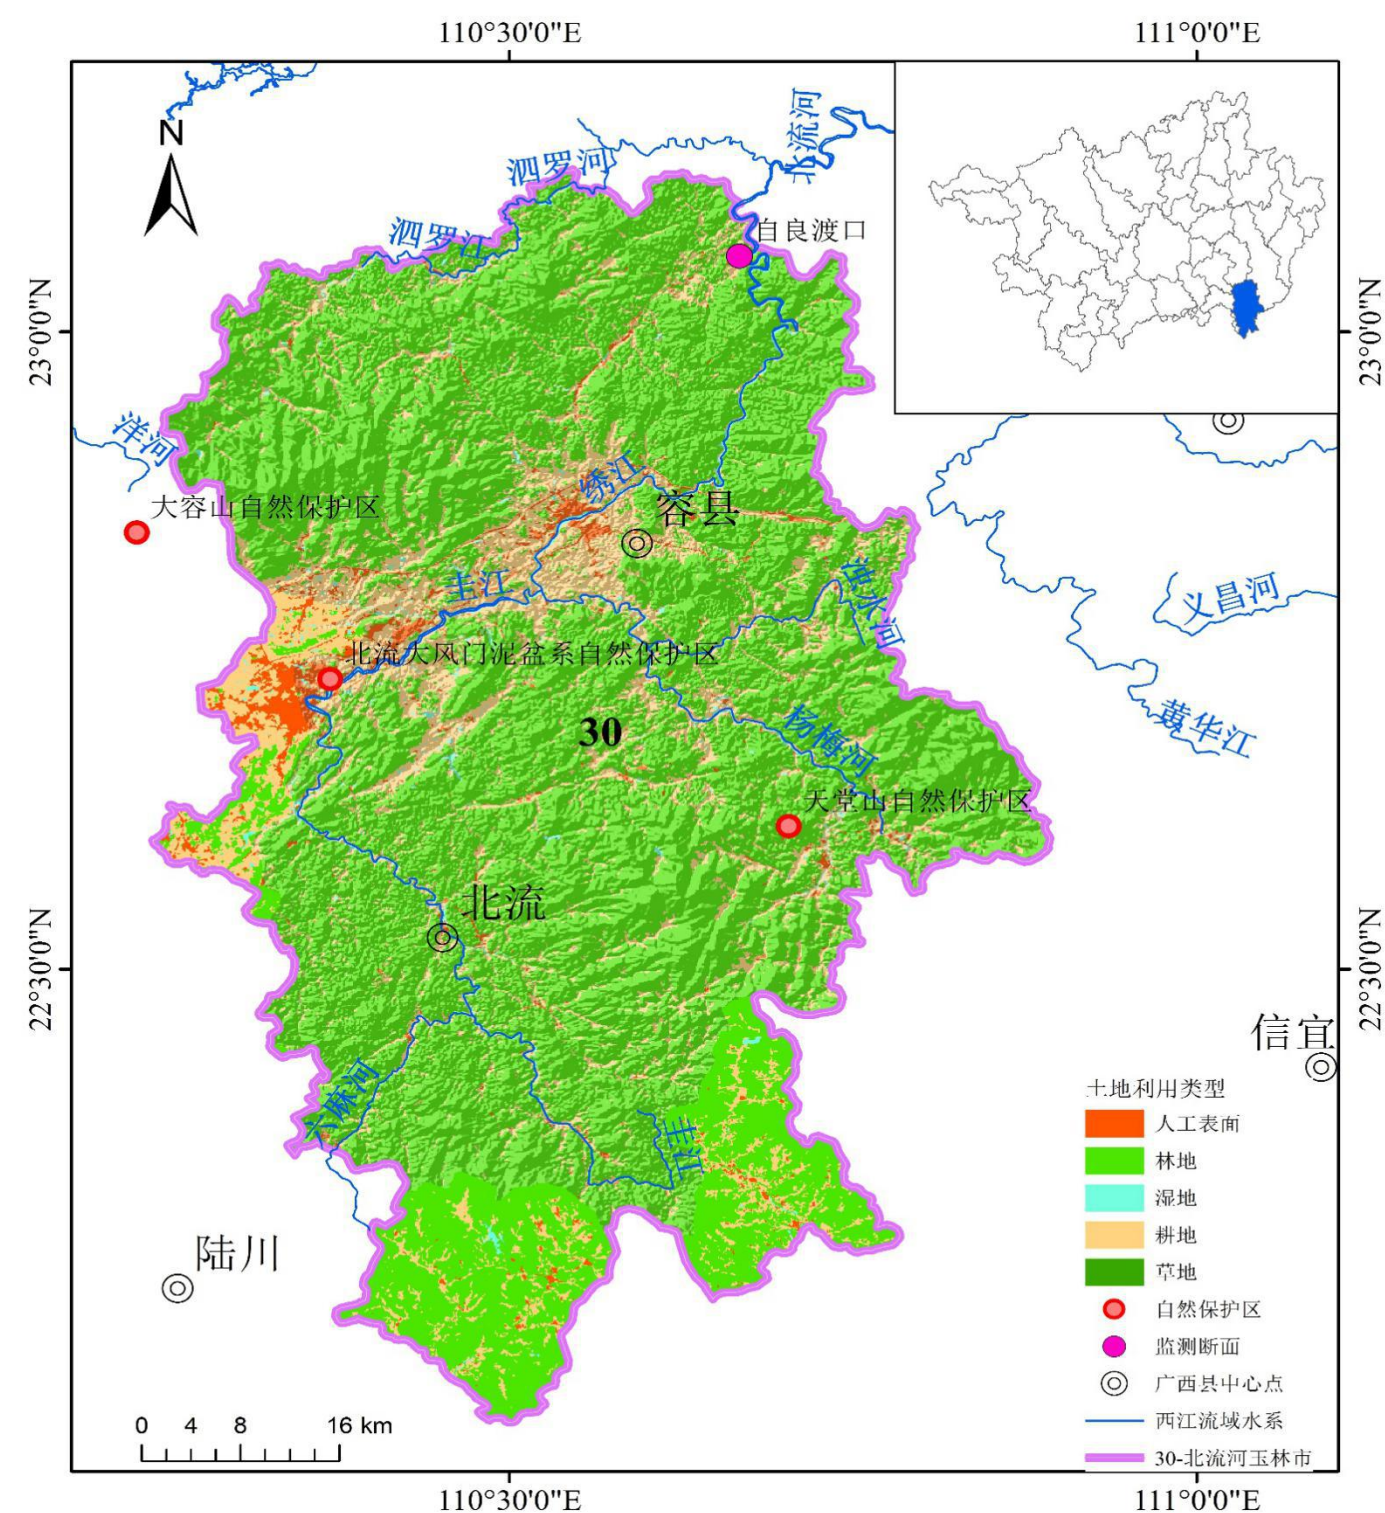 110°30'0"E
111°0'0"E
N
泗罗河
北流河
泗罗江
自良渡口
23°0'0"N
23°0'0"N
洋河
大容山自然保护区
绣江
容县
圭江
浊水河
义昌河
北流大风门泥盆系自然保护区
30
杨梅河
黄华江
天堂山自然保护区
北流
22°30'0"N
22°30'0"N
信宜
六麻河
圭江
陆川
土地利用类型
人工表面
林地
湿地
耕地
草地
自然保护区
监测断面
广西县中心点
西江流域水系
30-北流河玉林市
0 4 8 16 km
110°30'0"E
111°0'0"E